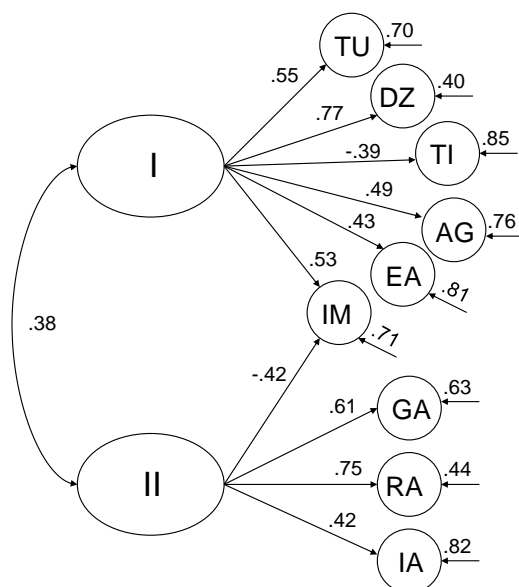 TU
.70
.55
DZ
.40
.77
I
-.39
TI
.85
.49
AG
.76
.43
EA
.81
.53
IM
.71
.38
-.42
.61
GA
.63
II
.75
RA
.44
.42
IA
.82